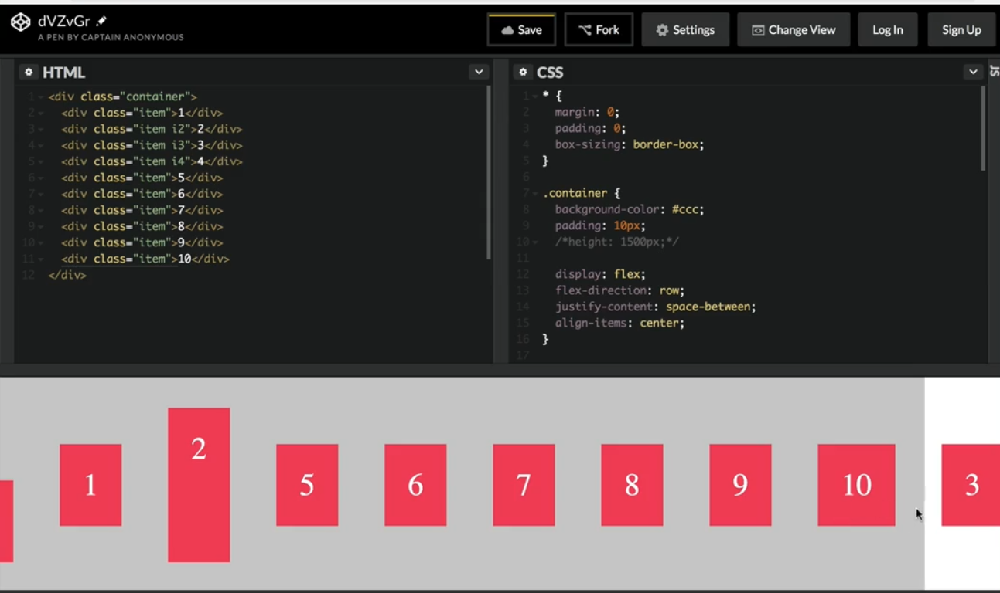 dVZvGr
A PEN BY CAPTAIN ANONYMOUS
Save
Fork
Settings
Change View
Log In
Sign Up
HTML
1 <div class="container">
2 <div class="item">1</div>
3 <div class="item i2">2</div>
4 <div class="item i3">3</div>
5 <div class="item i4">4</div>
6 <div class="item">5</div>
7 <div class="item">6</div>
8 <div class="item">7</div>
9 <div class="item">8</div>
10 <div class="item">9</div>
11 <div class="item">10</div>
12 </div>
CSS
1 * {
2 margin: 0;
3 padding: 0;
4 box-sizing: border-box;
5 }
6
7 .container {
8 background-color: #ccc;
9 padding: 10px;
10 /*height: 1500px;*/
11
12 display: flex;
13 flex-direction: row;
14 justify-content: space-between;
15 align-items: center;
16 }
17
JS
1
2
5
6
7
8
9
10
3